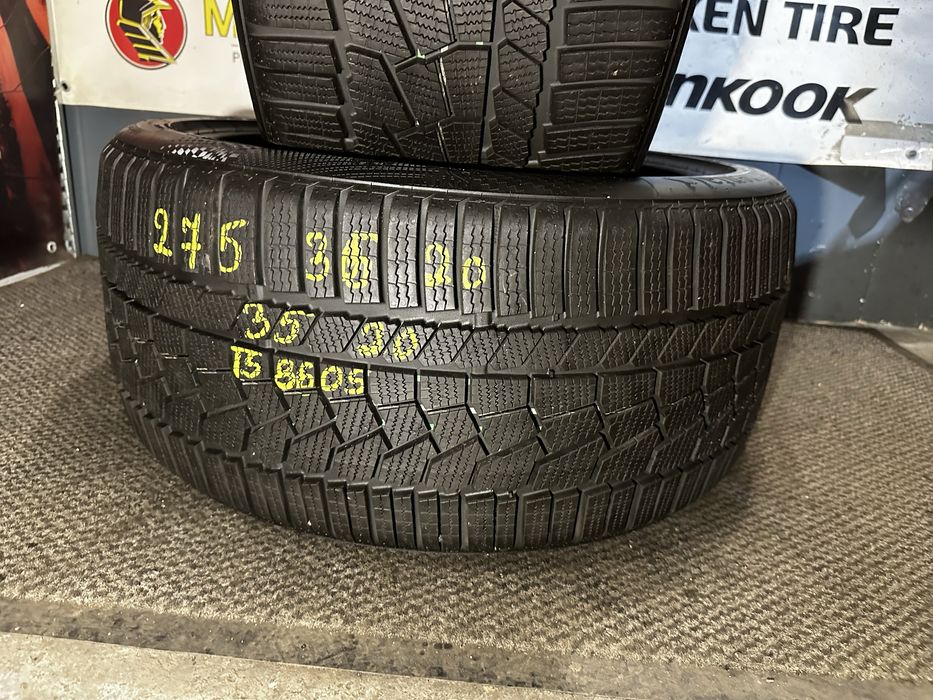 M
KEN TIRE
nKOOK
275 35 20
35 20
TS 860S